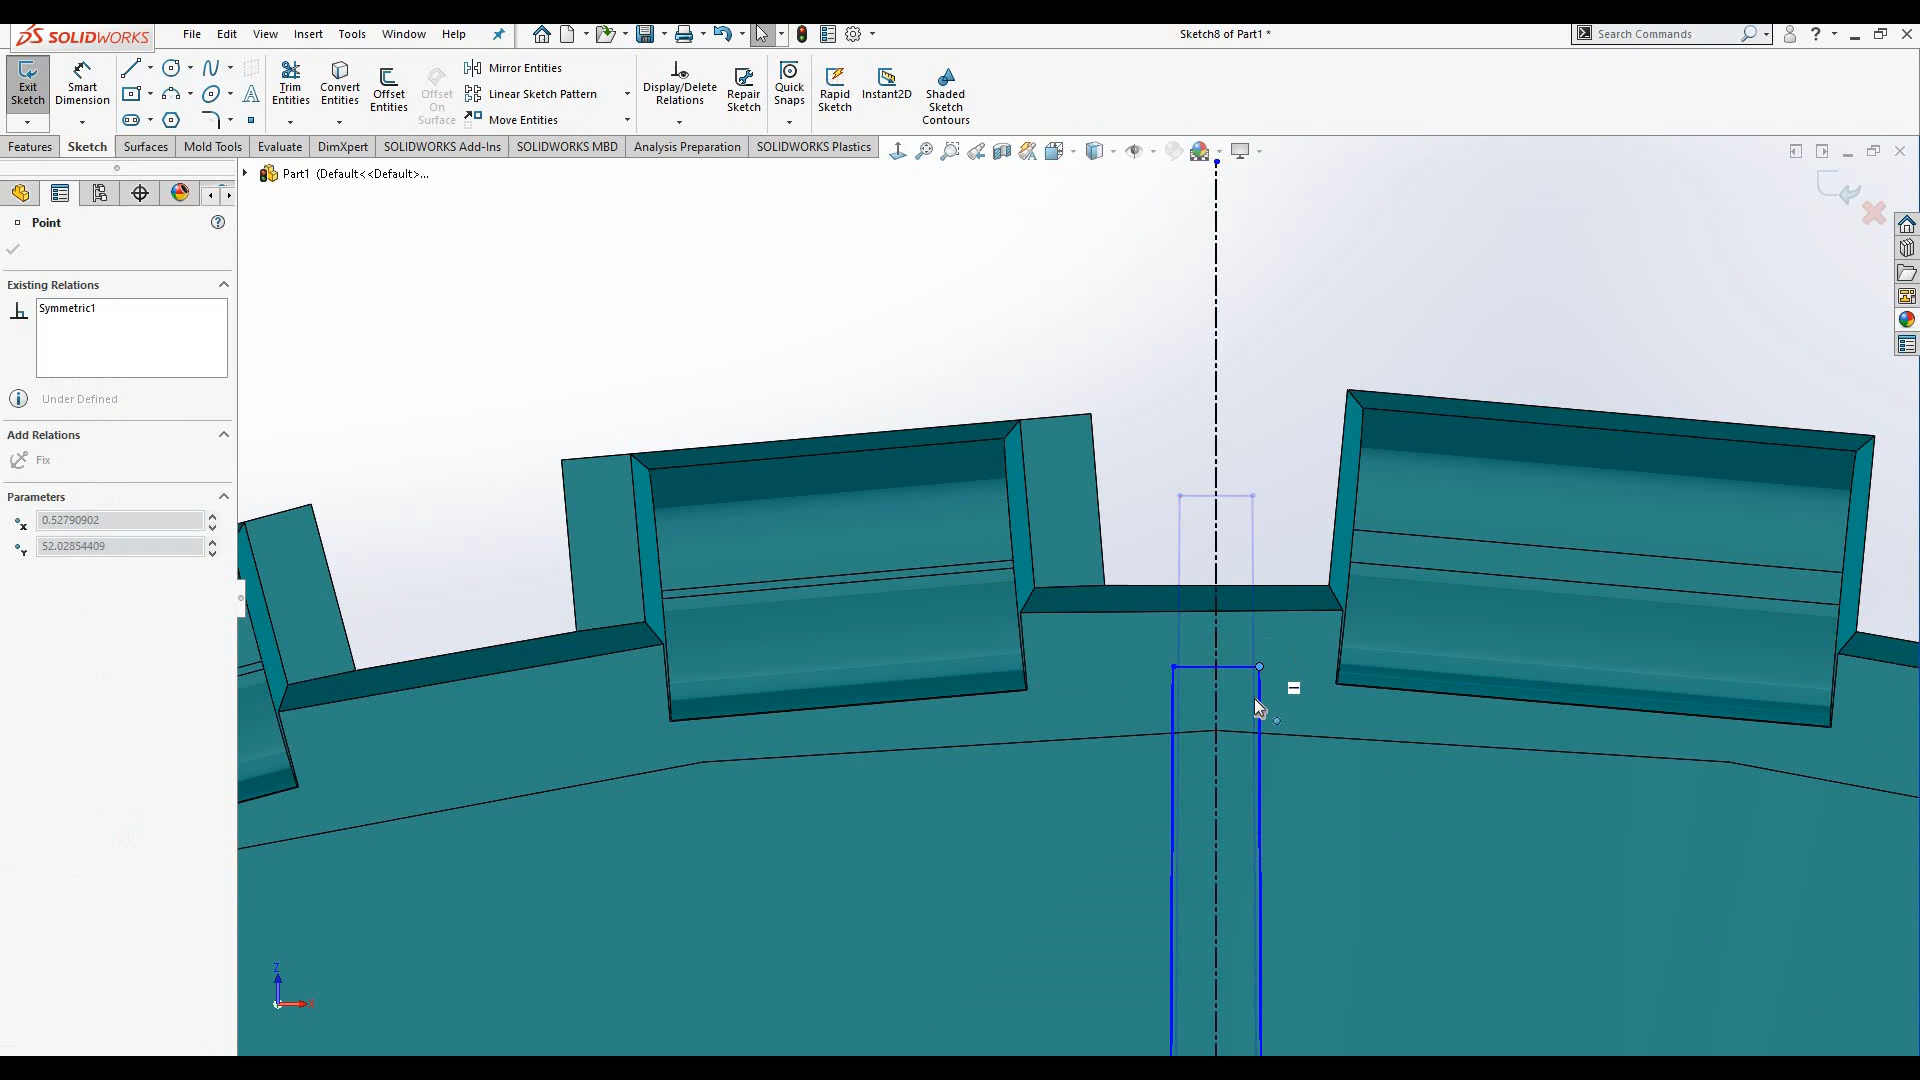 SOLIDWORKS
File Edit View Insert Tools Window Help
Sketch8 of Part1 *
Search Commands
Exit Sketch
Smart Dimension
Trim Entities
Convert Entities
Offset Entities
Offset On Surface
Mirror Entities
Linear Sketch Pattern
Move Entities
Display/Delete Relations
Repair Sketch
Quick Snaps
Rapid Sketch
Instant2D
Shaded Sketch Contours
Features Sketch Surfaces Mold Tools Evaluate DimXpert SOLIDWORKS Add-Ins SOLIDWORKS MBD Analysis Preparation SOLIDWORKS Plastics
Part1 (Default<<Default>...
Point
Existing Relations
Symmetric1
Under Defined
Add Relations
Fix
Parameters
X 0.52790902
Y 52.02854409
Z
X